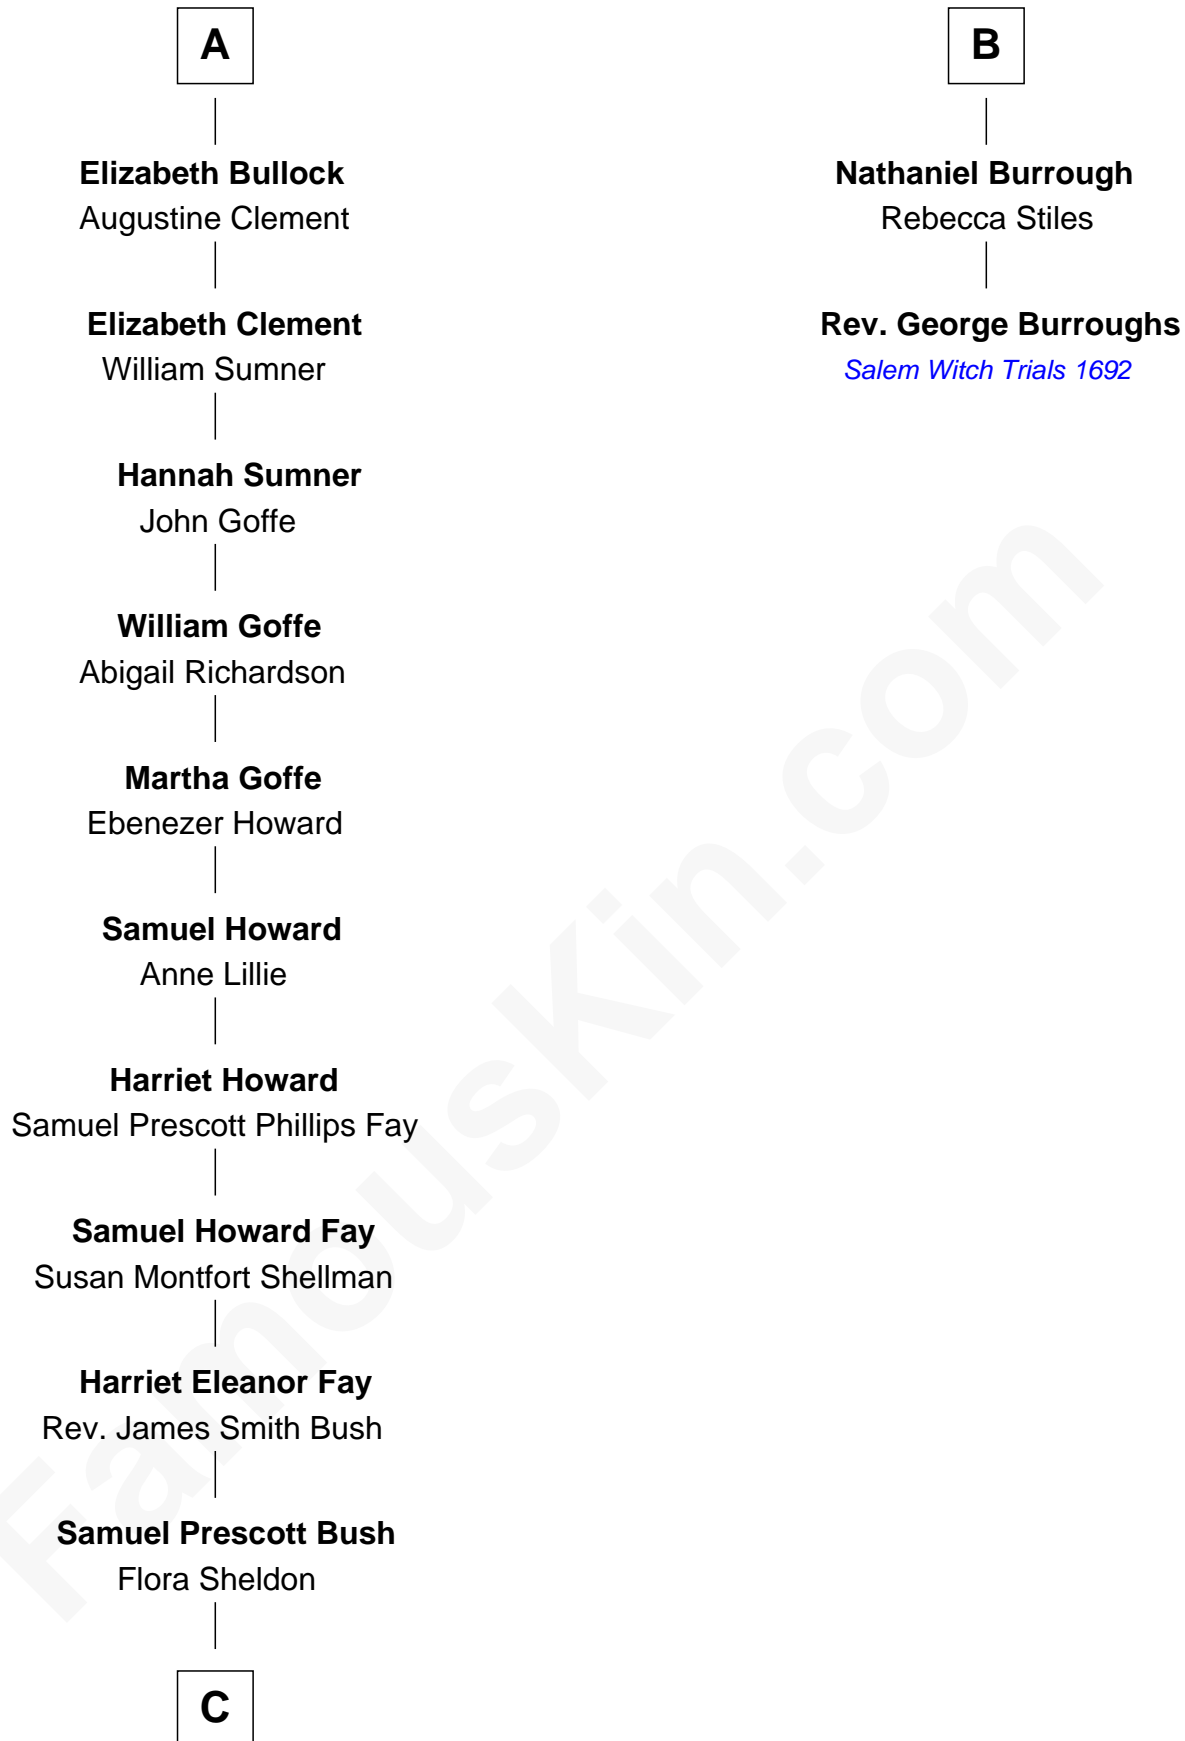 A
Elizabeth Bullock
Augustine Clement
Elizabeth Clement
William Sumner
Hannah Sumner
John Goffe
William Goffe
Abigail Richardson
Martha Goffe
Ebenezer Howard
Samuel Howard
Anne Lillie
Harriet Howard
Samuel Prescott Phillips Fay
Samuel Howard Fay
Susan Montfort Shellman
Harriet Eleanor Fay
Rev. James Smith Bush
Samuel Prescott Bush
Flora Sheldon
C
B
Nathaniel Burrough
Rebecca Stiles
Rev. George Burroughs
Salem Witch Trials 1692
FamousKin.com